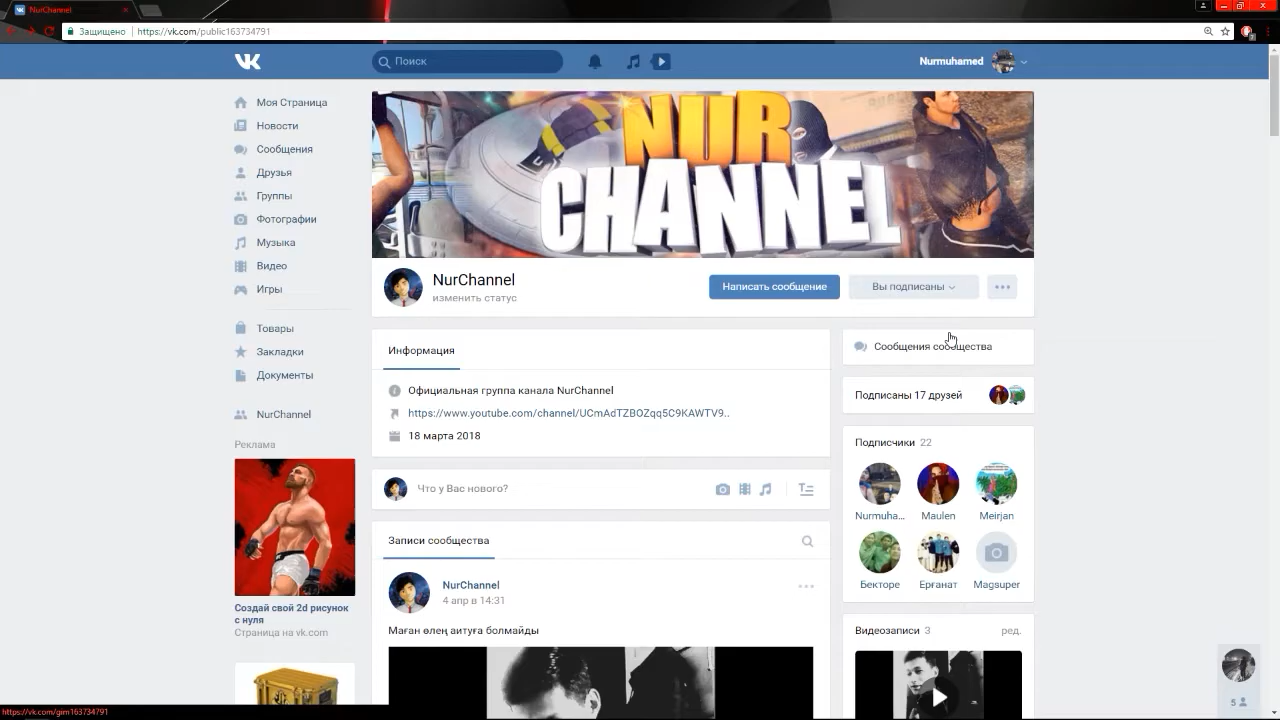 NurChannel
Защищено
https://vk.com/public163734791
Поиск
Nurmuhamed
Моя Страница
Новости
Сообщения
Друзья
Группы
Фотографии
Музыка
Видео
Игры
Товары
Закладки
Документы
NurChannel
Реклама
Создай свой 2d рисунок
с нуля
Страница на vk.com
NUR
CHANNEL
NurChannel
изменить статус
Написать сообщение
Вы подписаны
Информация
Официальная группа канала NurChannel
https://www.youtube.com/channel/UCmAdTZBOZqq5C9KAWTV9..
18 марта 2018
Что у Вас нового?
Записи сообщества
NurChannel
4 апр в 14:31
Маған өлең аитуға болмайды
Сообщения сообщества
Подписаны 17 друзей
Подписчики 22
Nurmuha...
Maulen
Meirjan
Бекторе
Ерғанат
Magsuper
Видеозаписи 3
ред.
5
https://vk.com/gim163734791